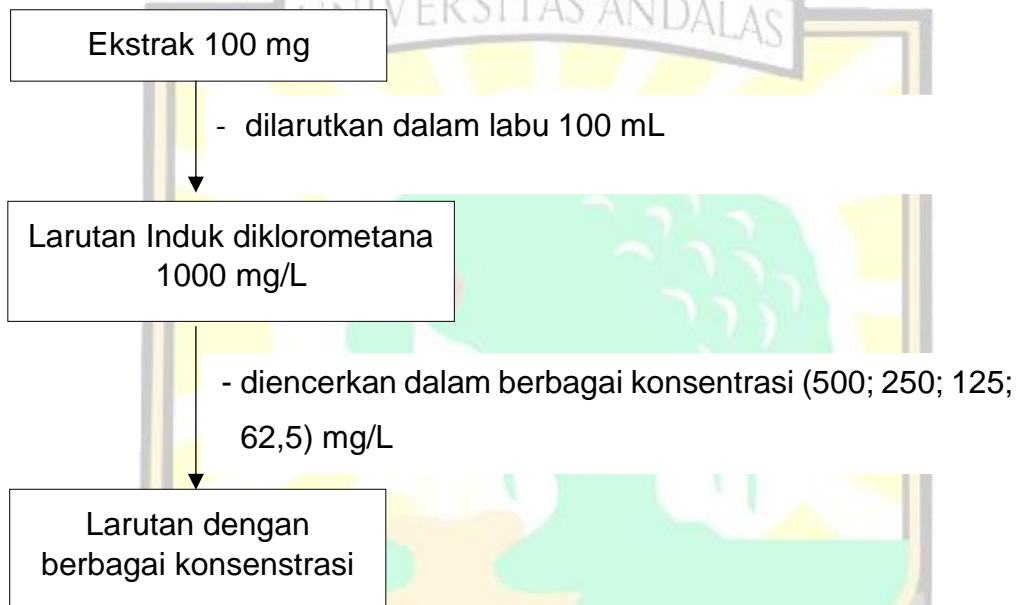 UNIVERSITAS ANDALAS
Ekstrak 100 mg
- dilarutkan dalam labu 100 mL
Larutan Induk diklorometana
1000 mg/L
- diencerkan dalam berbagai konsentrasi (500; 250; 125;
62,5) mg/L
Larutan dengan
berbagai konsenstrasi